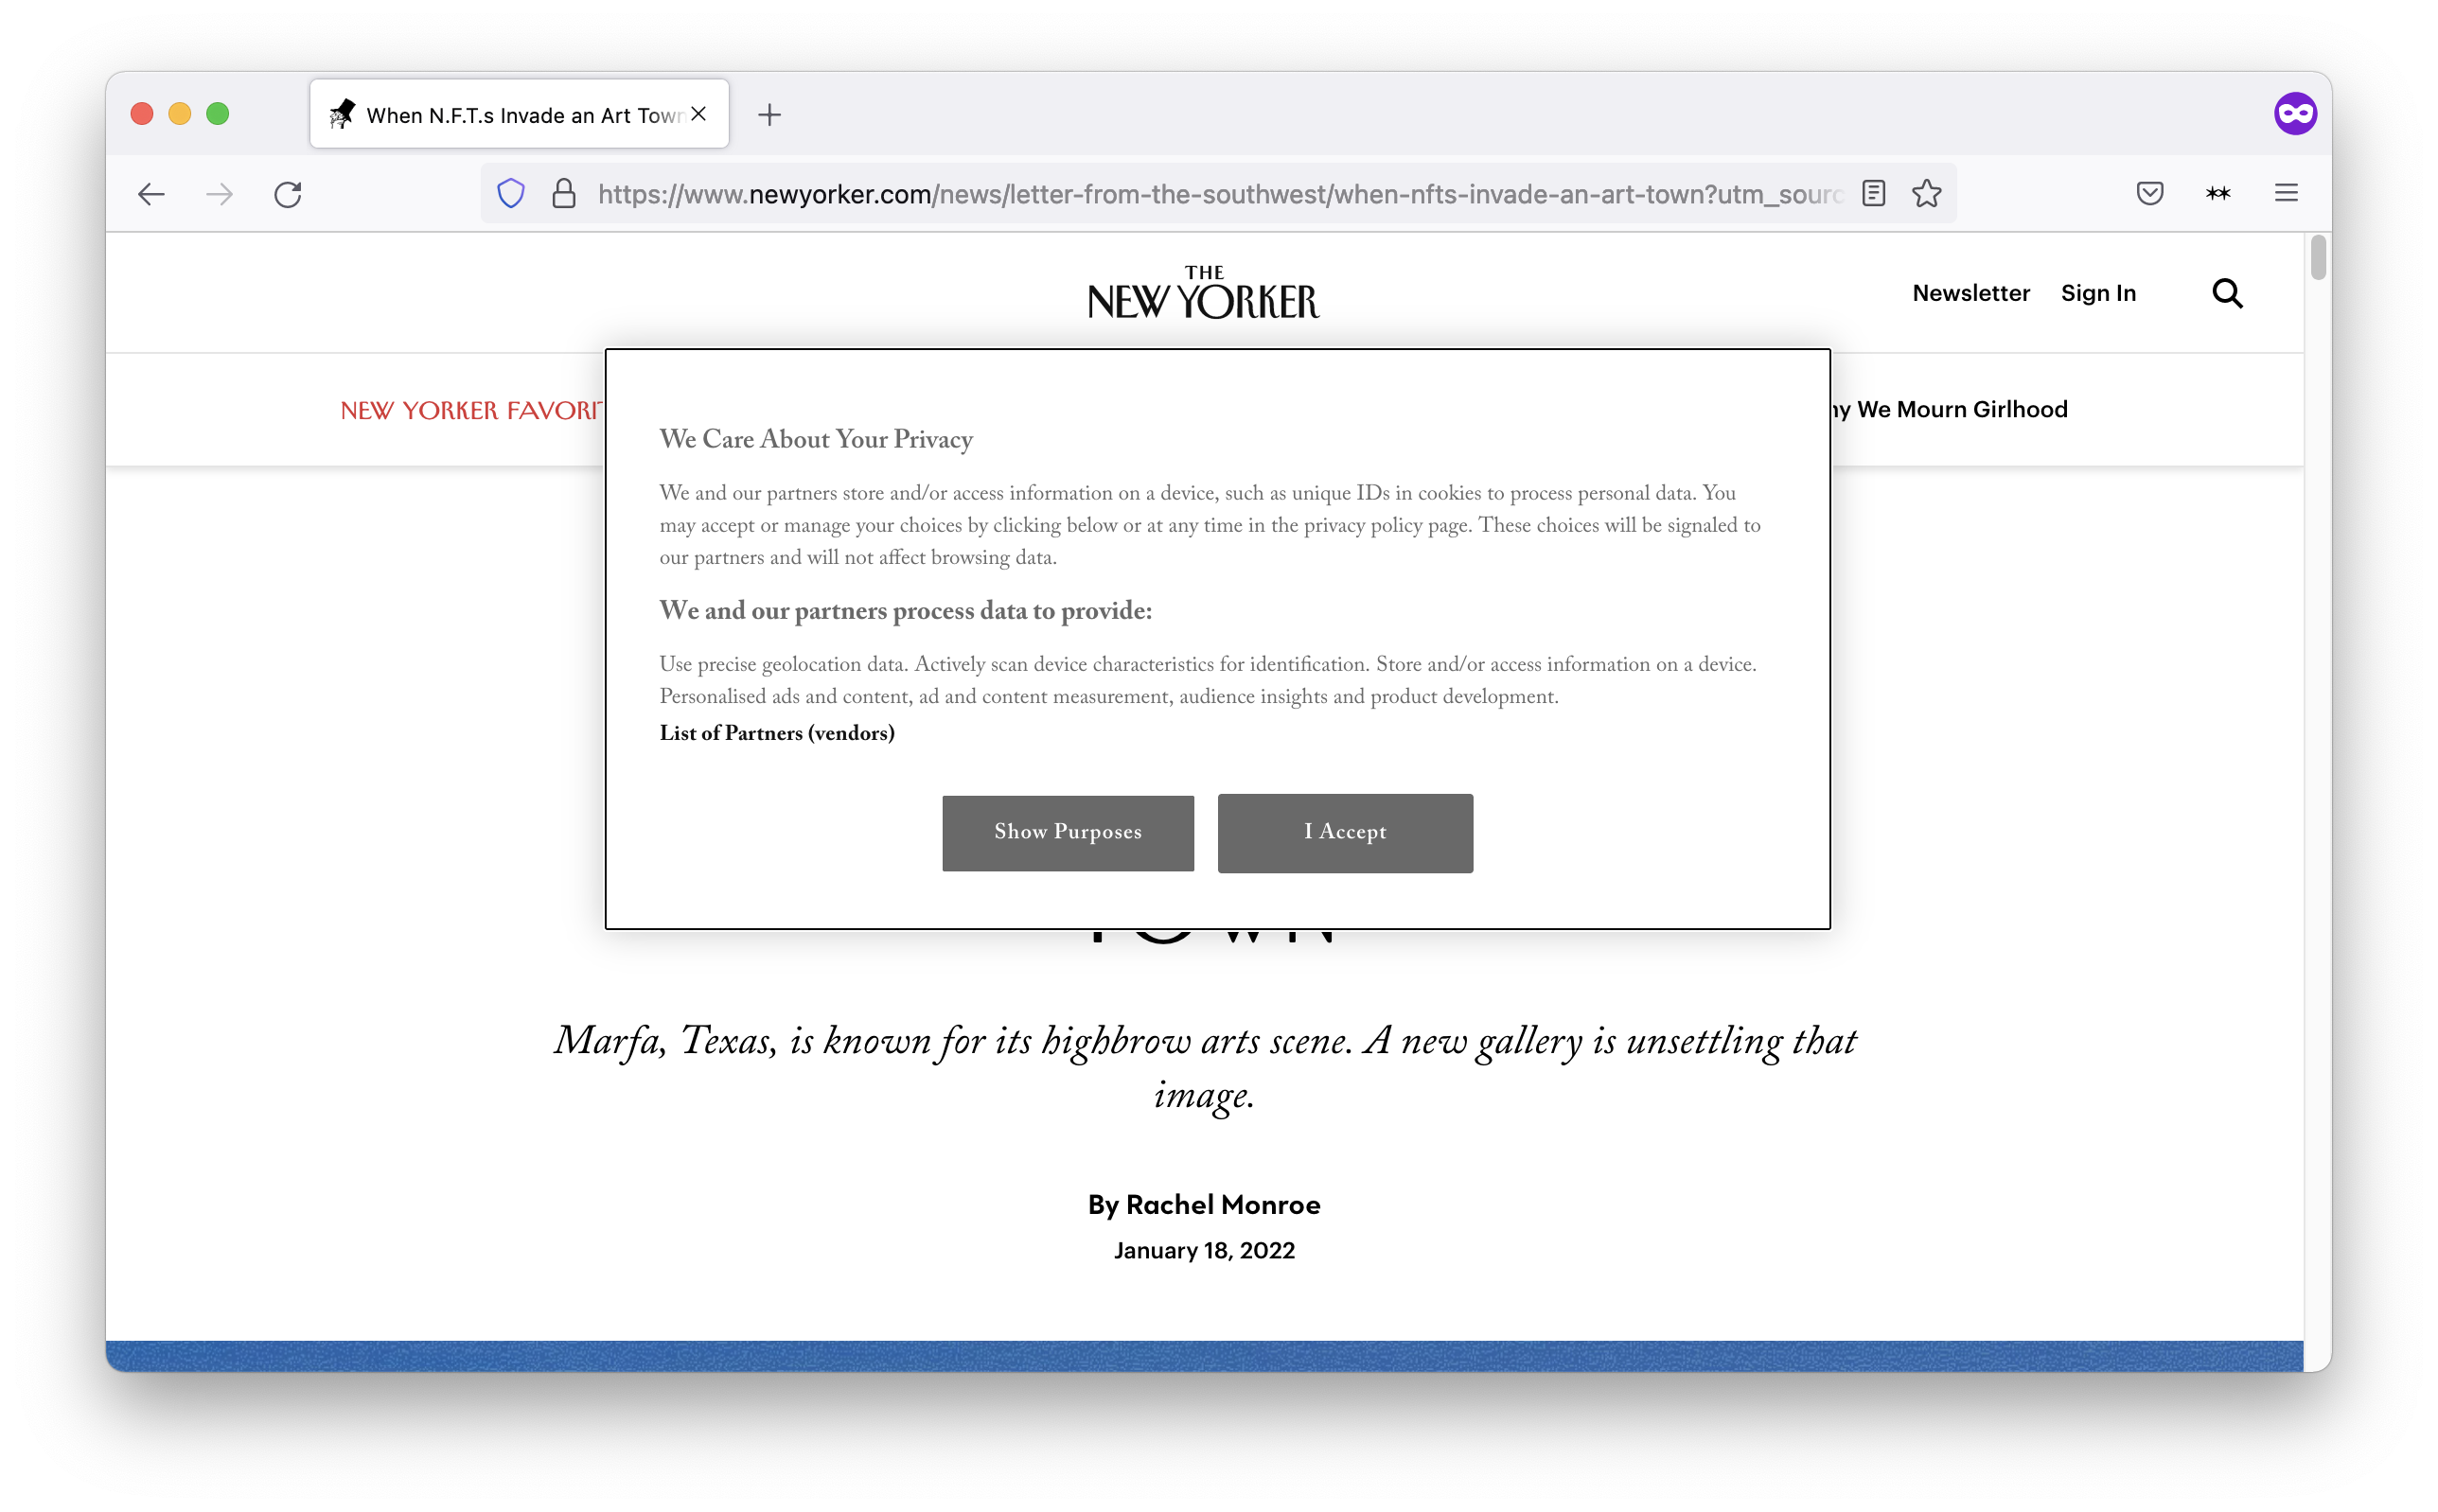 When N.F.T.s Invade an Art Town
https://www.newyorker.com/news/letter-from-the-southwest/when-nfts-invade-an-art-town?utm_sourc
THE
NEW YORKER
Newsletter Sign In
NEW YORKER FAVORIT
ny We Mourn Girlhood
We Care About Your Privacy
We and our partners store and/or access information on a device, such as unique IDs in cookies to process personal data. You
may accept or manage your choices by clicking below or at any time in the privacy policy page. These choices will be signaled to
our partners and will not affect browsing data.
We and our partners process data to provide:
Use precise geolocation data. Actively scan device characteristics for identification. Store and/or access information on a device.
Personalised ads and content, ad and content measurement, audience insights and product development.
List of Partners (vendors)
Show Purposes I Accept
TOWN
Marfa, Texas, is known for its highbrow arts scene. A new gallery is unsettling that
image.
By Rachel Monroe
January 18, 2022